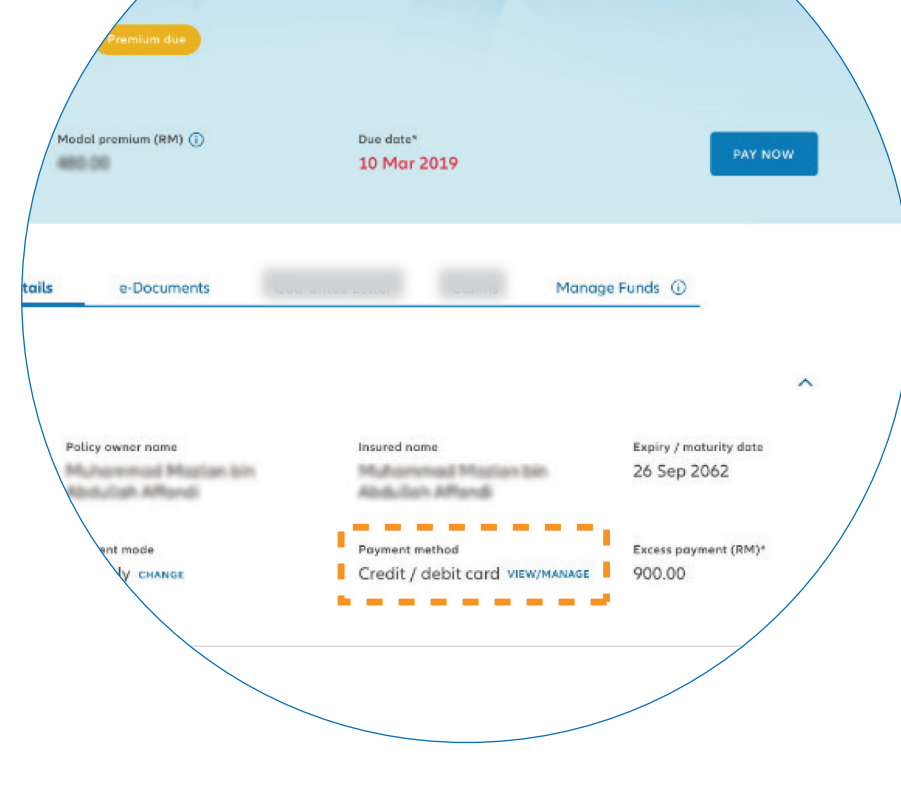 Premium due
Modal premium (RM)
Due date*
10 Mar 2019
PAY NOW
tails e-Documents Manage Funds
Policy owner name
Insured name
Expiry / maturity date
26 Sep 2062
ent mode
Payment method
Excess payment (RM)*
ly CHANGE
Credit / debit card VIEW/MANAGE
900.00